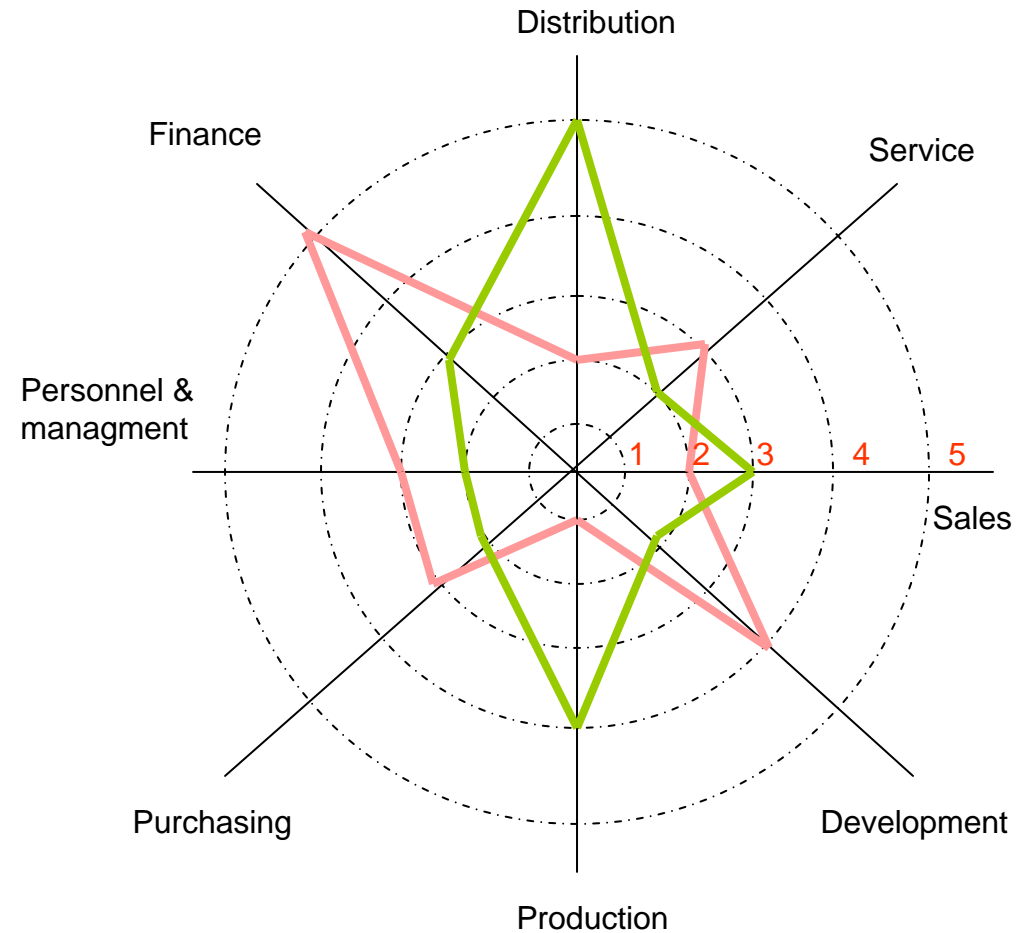 Distribution
Finance
Service
Personnel &
managment
1 2 3 4 5
Sales
Purchasing
Development
Production